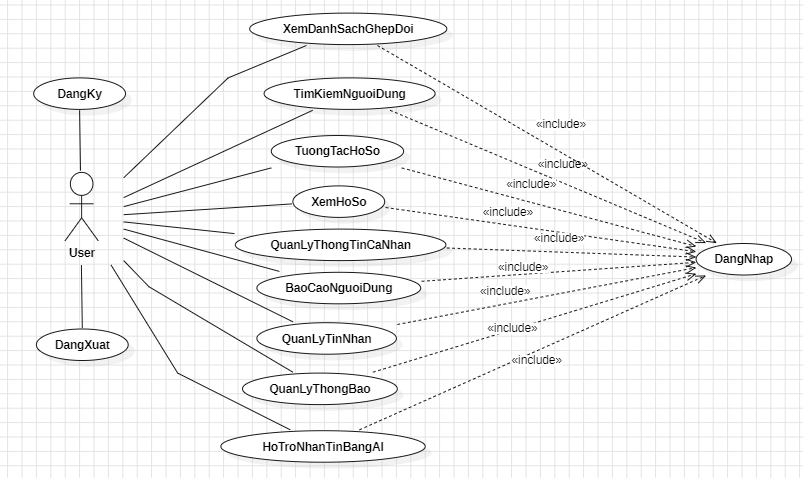 XemDanhSachGhepDoi
DangKy
TimKiemNguoiDung
«include»
TuongTacHoSo
«include»
«include»
XemHoSo
«include»
User
QuanLyThongTinCaNhan
«include»
DangNhap
«include»
BaoCaoNguoiDung
«include»
DangXuat
QuanLyTinNhan
«include»
«include»
QuanLyThongBao
HoTroNhanTinBangAI